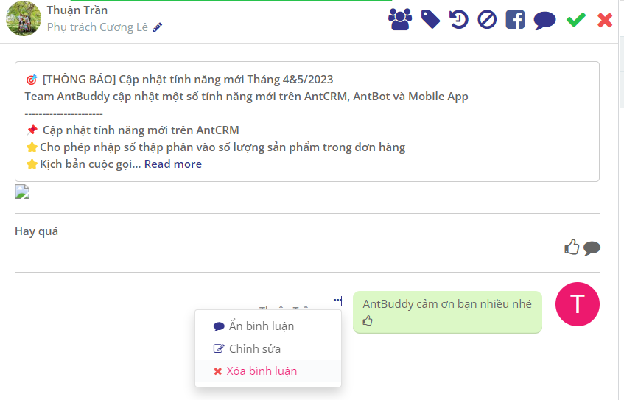 Thuận Trần
Phụ trách Cương Lê
🎯 [THÔNG BÁO] Cập nhật tính năng mới Tháng 4&5/2023
Team AntBuddy cập nhật một số tính năng mới trên AntCRM, AntBot và Mobile App
----------------------
📌 Cập nhật tính năng mới trên AntCRM
⭐Cho phép nhập số thập phân vào số lượng sản phẩm trong đơn hàng
⭐Kịch bản cuộc gọi... Read more
Hay quá
AntBuddy cảm ơn bạn nhiều nhé
T
Ẩn bình luận
Chỉnh sửa
Xóa bình luận